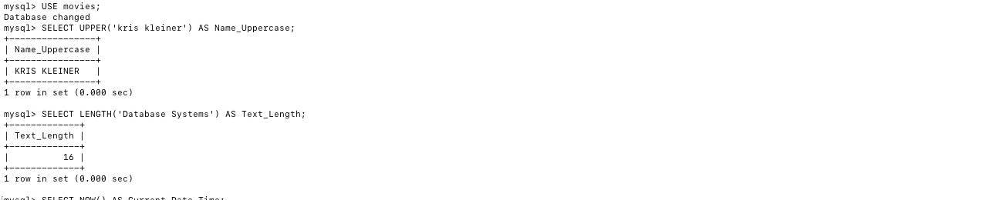 mysql> USE movies;
Database changed
mysql> SELECT UPPER('kris kleiner') AS Name_Uppercase;
+----------------+
| Name_Uppercase |
+----------------+
| KRIS KLEINER   |
+----------------+
1 row in set (0.000 sec)

mysql> SELECT LENGTH('Database Systems') AS Text_Length;
+-------------+
| Text_Length |
+-------------+
|          16 |
+-------------+
1 row in set (0.000 sec)

mysql> SELECT NOW() AS Current_Date_Time;